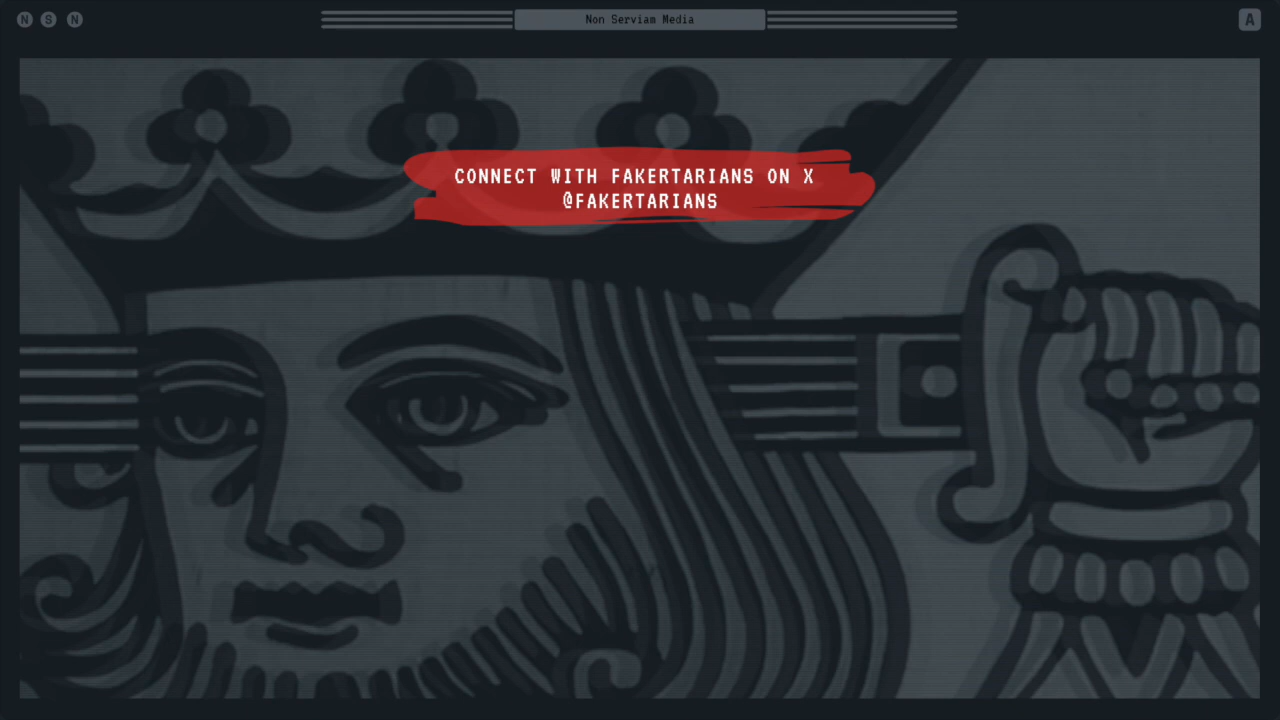 N S N
Non Serviam Media
A
CONNECT WITH FAKERTARIANS ON X
@FAKERTARIANS